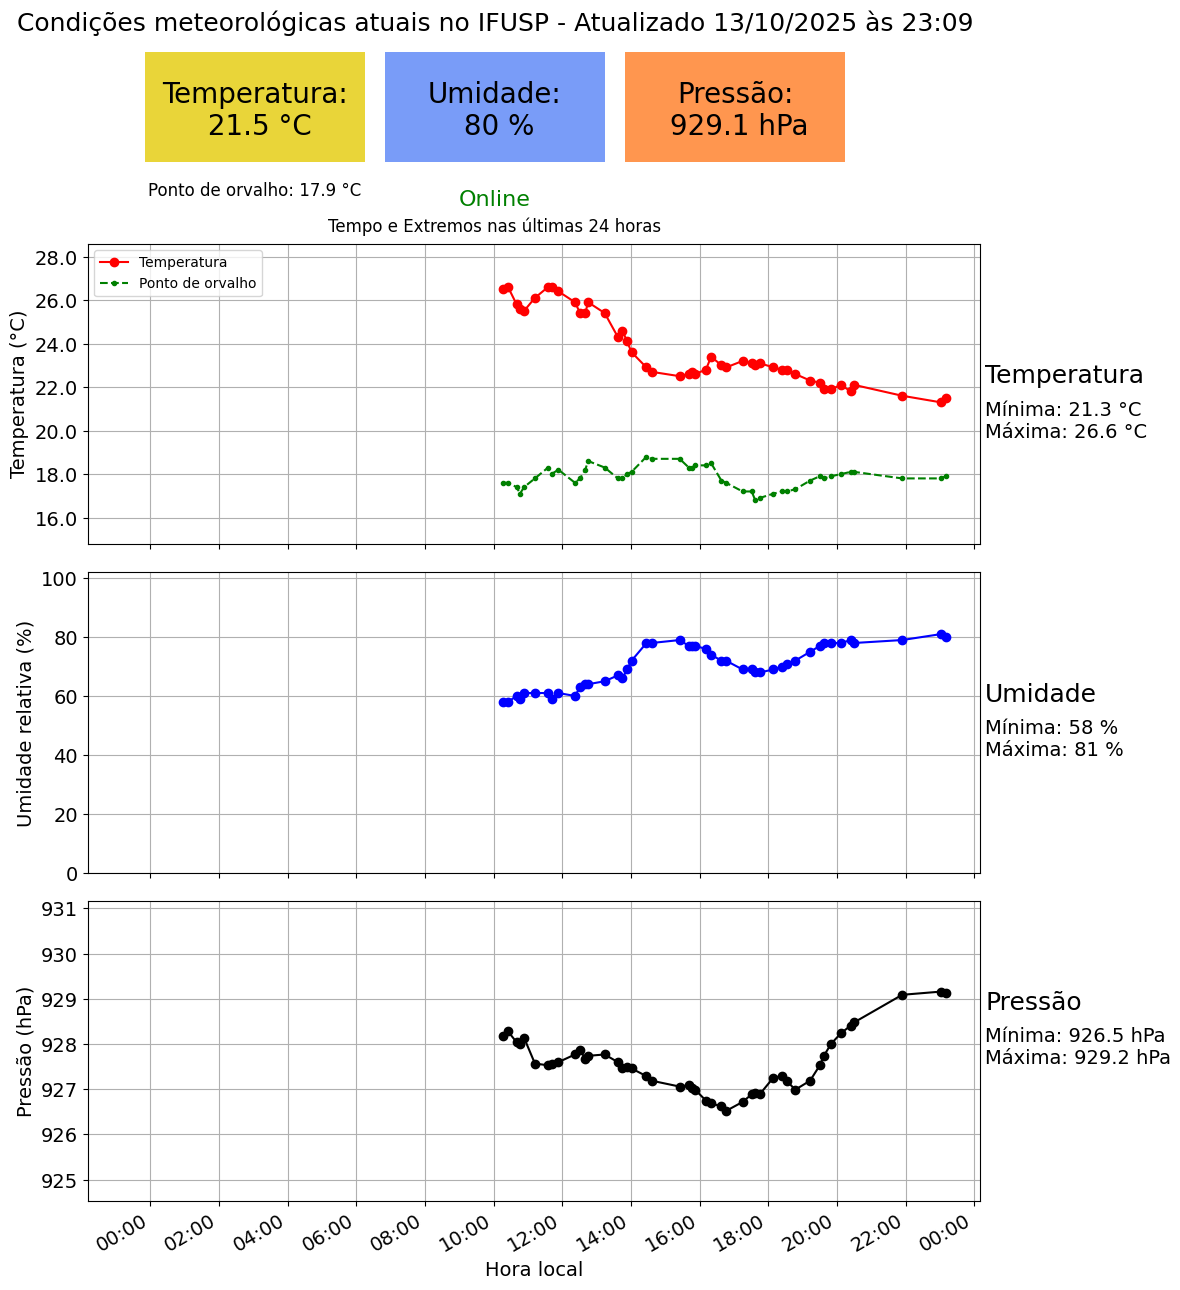 Condições meteorológicas atuais no IFUSP - Atualizado 13/10/2025 às 23:09
Temperatura:
21.5 °C
Umidade:
80 %
Pressão:
929.1 hPa
Ponto de orvalho: 17.9 °C
Online
Tempo e Extremos nas últimas 24 horas
Temperatura
Ponto de orvalho
28.0
26.0
24.0
22.0
20.0
18.0
16.0
Temperatura (°C)
Temperatura
Mínima: 21.3 °C
Máxima: 26.6 °C
100
80
60
40
20
0
Umidade relativa (%)
Umidade
Mínima: 58 %
Máxima: 81 %
931
930
929
928
927
926
925
Pressão (hPa)
Pressão
Mínima: 926.5 hPa
Máxima: 929.2 hPa
00:00 02:00 04:00 06:00 08:00 10:00 12:00 14:00 16:00 18:00 20:00 22:00 00:00
Hora local